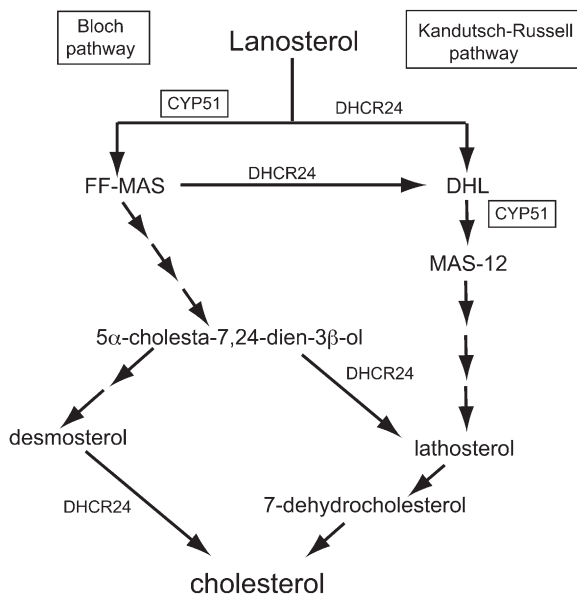 Bloch
pathway
Lanosterol
Kandutsch-Russell
pathway
CYP51
DHCR24
FF-MAS
DHCR24
DHL
CYP51
MAS-12
5α-cholesta-7,24-dien-3β-ol
DHCR24
desmosterol
lathosterol
DHCR24
7-dehydrocholesterol
cholesterol